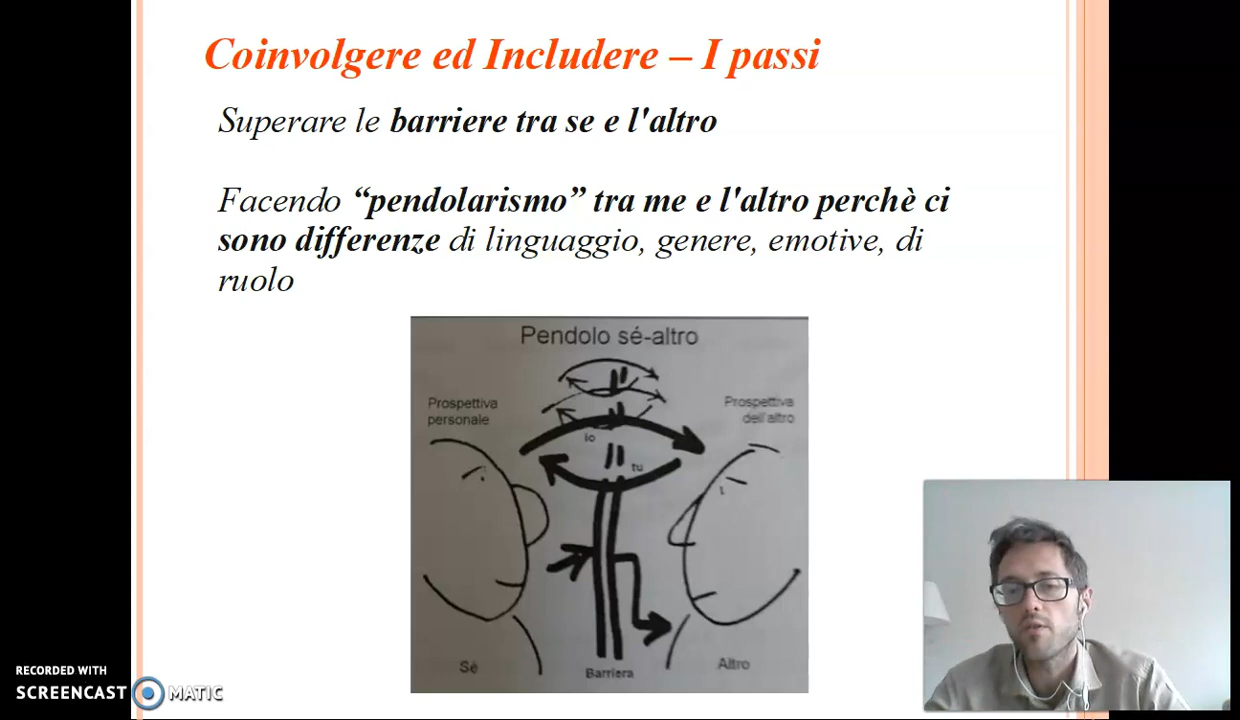 Coinvolgere ed Includere – I passi
Superare le barriere tra se e l'altro
Facendo “pendolarismo” tra me e l'altro perchè ci
sono differenze di linguaggio, genere, emotive, di
ruolo
Pendolo sé-altro
Prospettiva
personale
Prospettiva
dell'altro
io
tu
Sé
Barriera
Altro
RECORDED WITH
SCREENCAST MATIC